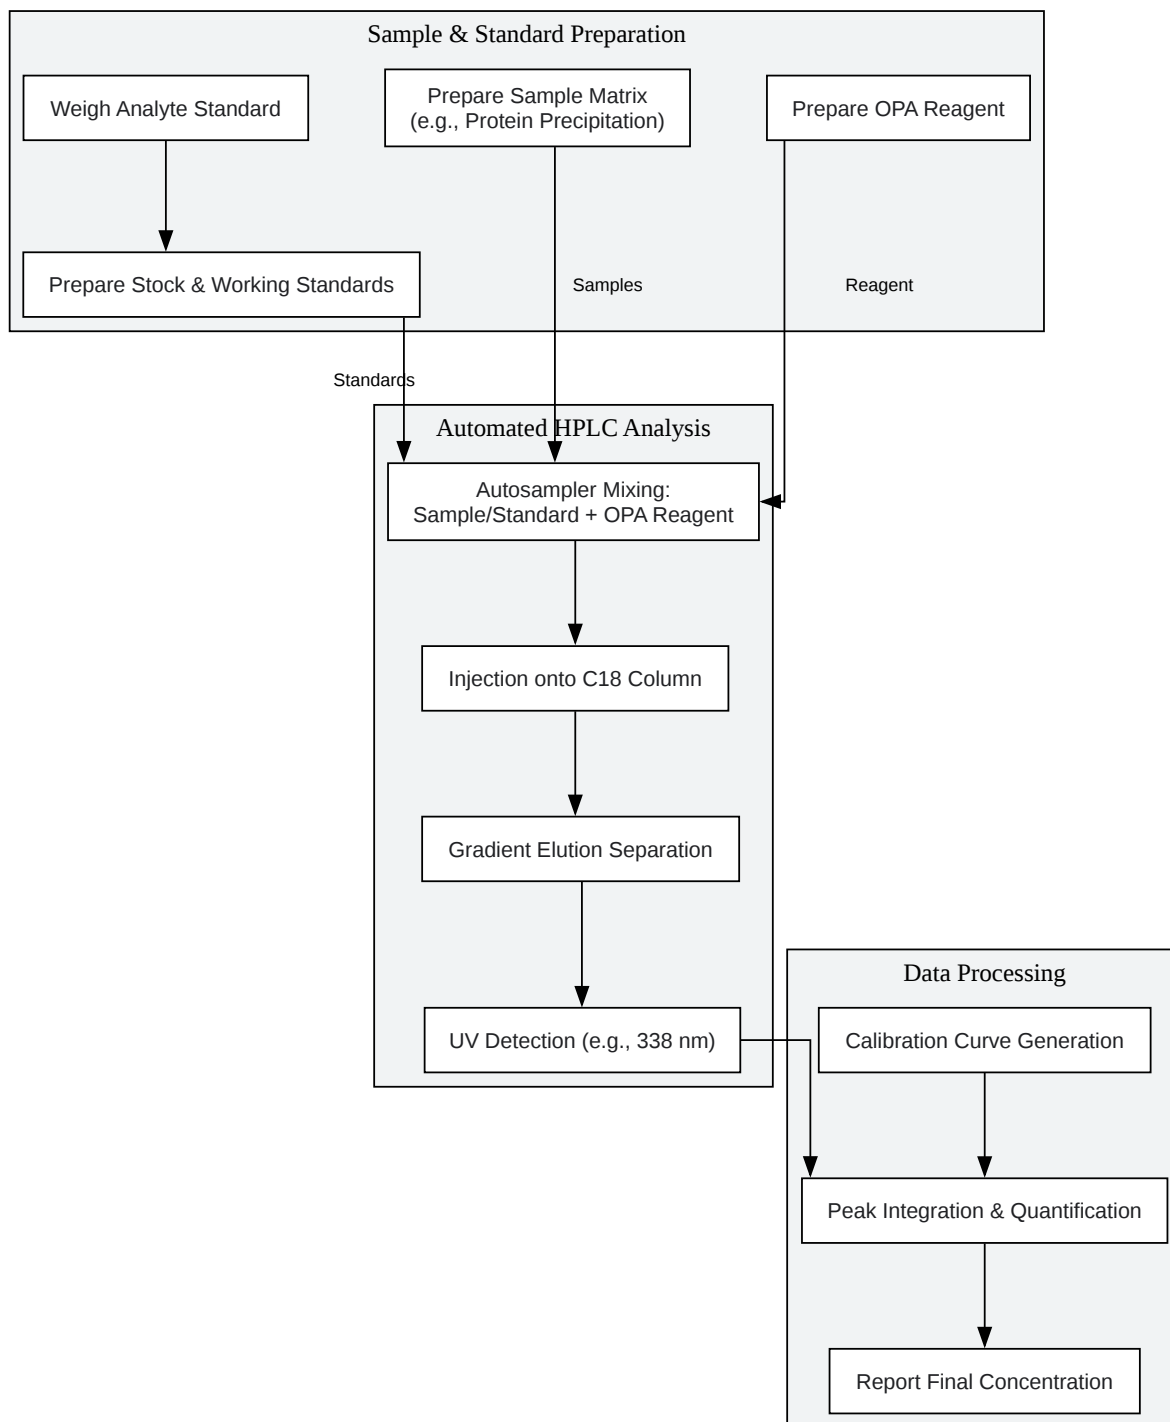 Sample & Standard Preparation
Weigh Analyte Standard
Prepare Sample Matrix
(e.g., Protein Precipitation)
Prepare OPA Reagent
Prepare Stock & Working Standards
Samples
Reagent
Standards
Automated HPLC Analysis
Autosampler Mixing:
Sample/Standard + OPA Reagent
Injection onto C18 Column
Gradient Elution Separation
UV Detection (e.g., 338 nm)
Data Processing
Calibration Curve Generation
Peak Integration & Quantification
Report Final Concentration